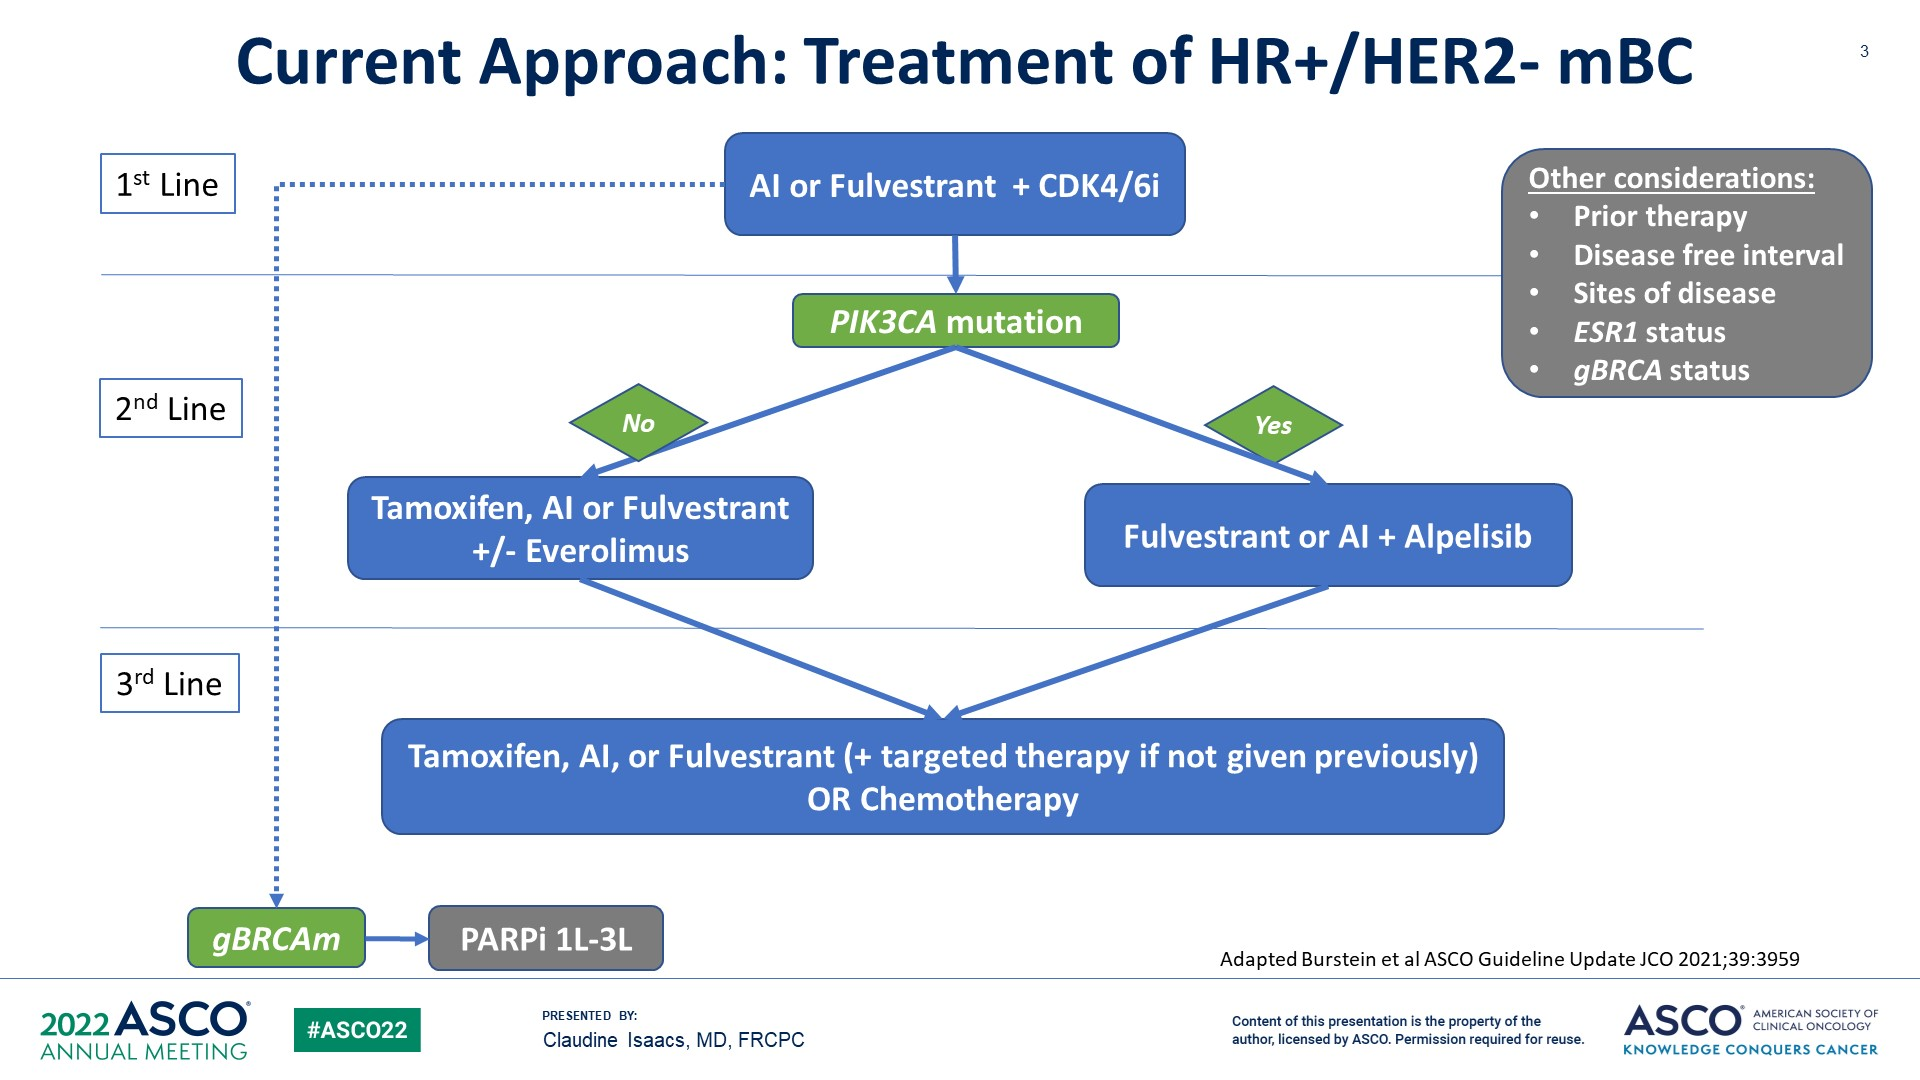 Current Approach: Treatment of HR+/HER2- mBC
3
1st Line
AI or Fulvestrant + CDK4/6i
Other considerations:
• Prior therapy
• Disease free interval
• Sites of disease
• ESR1 status
• gBRCA status
PIK3CA mutation
2nd Line
No
Yes
Tamoxifen, AI or Fulvestrant
+/- Everolimus
Fulvestrant or AI + Alpelisib
3rd Line
Tamoxifen, AI, or Fulvestrant (+ targeted therapy if not given previously)
OR Chemotherapy
gBRCAm
PARPi 1L-3L
Adapted Burstein et al ASCO Guideline Update JCO 2021;39:3959
2022 ASCO®
ANNUAL MEETING
#ASCO22
PRESENTED BY:
Claudine Isaacs, MD, FRCPC
Content of this presentation is the property of the
author, licensed by ASCO. Permission required for reuse.
ASCO® AMERICAN SOCIETY OF
CLINICAL ONCOLOGY
KNOWLEDGE CONQUERS CANCER